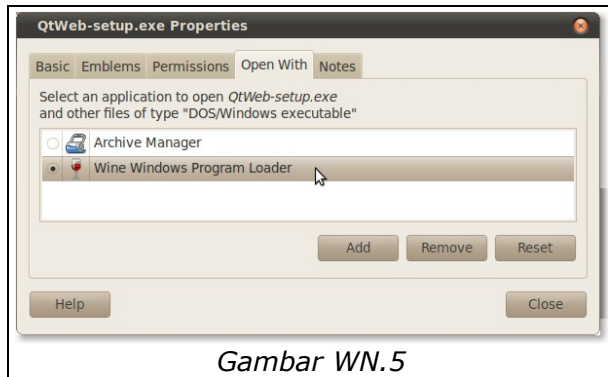 QtWeb-setup.exe Properties
Basic Emblems Permissions Open With Notes
Select an application to open QtWeb-setup.exe
and other files of type "DOS/Windows executable"
Archive Manager
Wine Windows Program Loader
Add Remove Reset
Help Close
Gambar WN.5